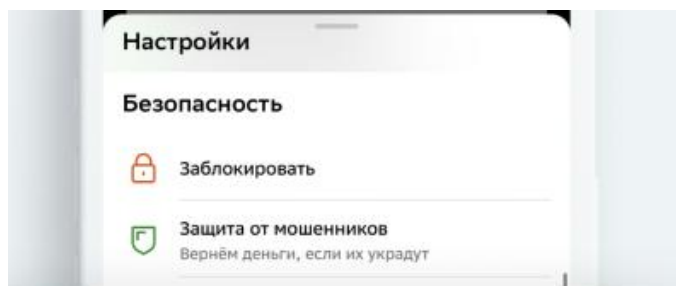 Настройки
Безопасность
Заблокировать
Защита от мошенников
Вернём деньги, если их украдут